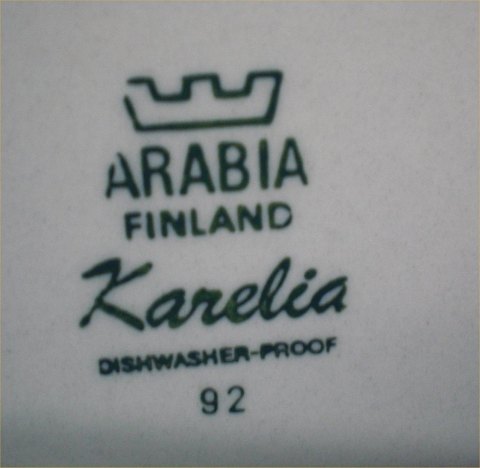 ARABIA
FINLAND
Karelia
DISHWASHER-PROOF
92